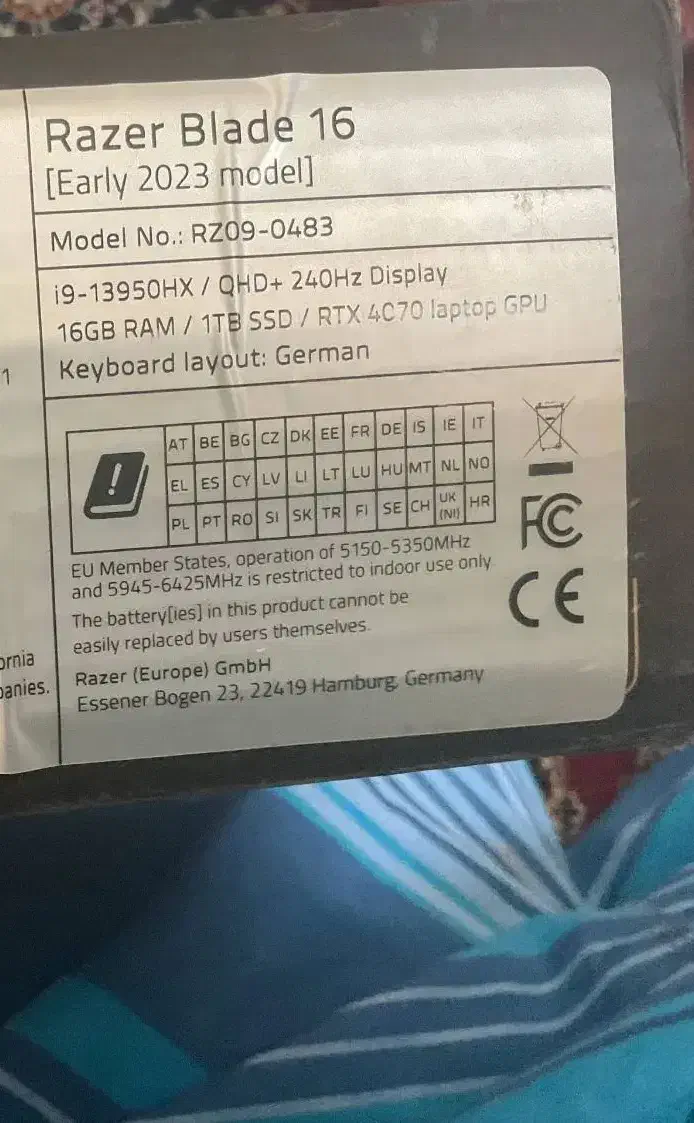 Razer Blade 16
[Early 2023 model]
Model No.: RZ09-0483
i9-13950HX / QHD+ 240Hz Display
16GB RAM / 1TB SSD / RTX 4070 laptop GPU
1
Keyboard layout: German
AT BE BG CZ DK EE FR DE IS IE IT
EL ES CY LV LI LT LU HU MT NL NO
PL PT RO SI SK TR FI SE CH UK (NI) HR
FC
EU Member States, operation of 5150-5350MHz
and 5945-6425MHz is restricted to indoor use only
CE
The battery[ies] in this product cannot be
easily replaced by users themselves.
ornia
panies.
Razer (Europe) GmbH
Essener Bogen 23, 22419 Hamburg, Germany